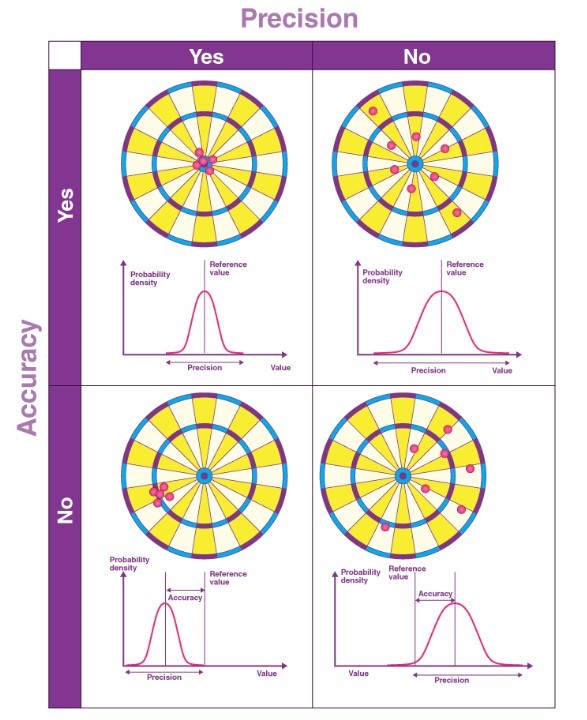 Precision
Yes
No
Accuracy
Yes
Probability
density
Reference
value
Precision
Value
Probability
density
Reference
value
Precision
Value
No
Probability
density
Reference
value
Accuracy
Precision
Value
Probability
density
Reference
value
Accuracy
Value
Precision